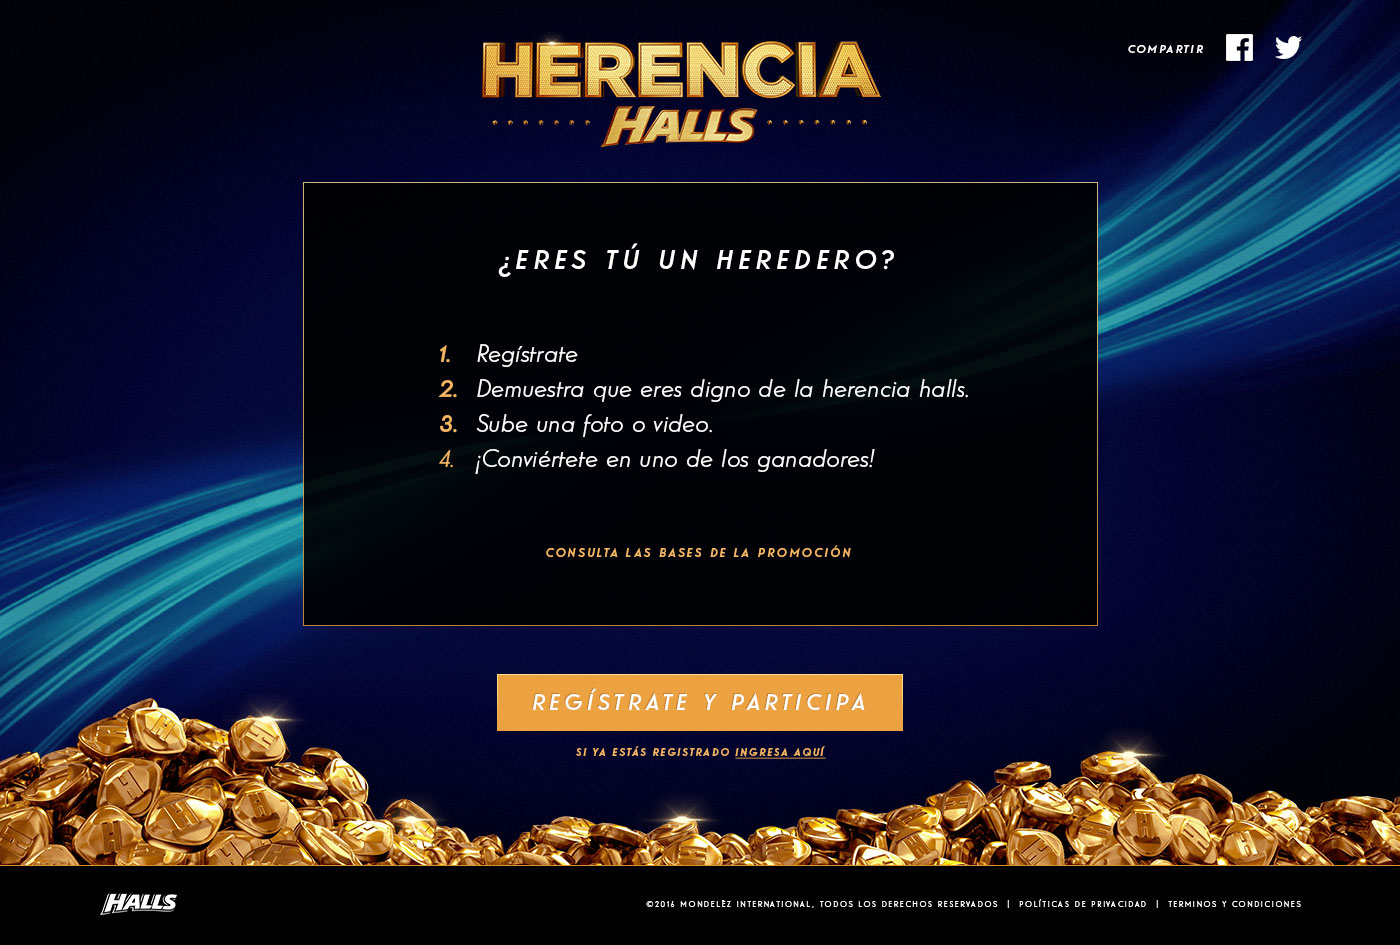 HERENCIA
HALLS
COMPARTIR
¿ERES TÚ UN HEREDERO?
1. Regístrate
2. Demuestra que eres digno de la herencia halls.
3. Sube una foto o video.
4. ¡Conviértete en uno de los ganadores!
CONSULTA LAS BASES DE LA PROMOCIÓN
REGÍSTRATE Y PARTICIPA
SI YA ESTÁS REGISTRADO INGRESA AQUÍ
HALLS
©2016 MONDELĒZ INTERNATIONAL, TODOS LOS DERECHOS RESERVADOS | POLÍTICAS DE PRIVACIDAD | TERMINOS Y CONDICIONES